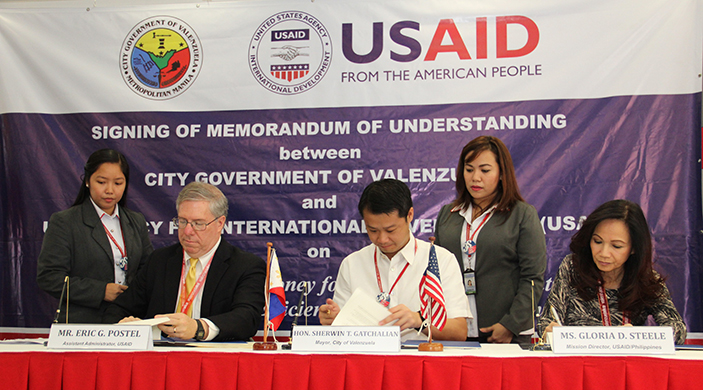 CITY GOVERNMENT OF VALENZUELA
METROPOLITAN MANILA
UNITED STATES AGENCY
USAID
INTERNATIONAL DEVELOPMENT
USAID
FROM THE AMERICAN PEOPLE
SIGNING OF MEMORANDUM OF UNDERSTANDING
between
CITY GOVERNMENT OF VALENZU
and
INTERNATIONAL
(USA
on
MR. ERIC G. POSTEL
Assistant Administrator, USAID
HON. SHERWIN T. GATCHALIAN
Mayor, City of Valenzuela
MS. GLORIA D. STEELE
Mission Director, USAID/Philippines